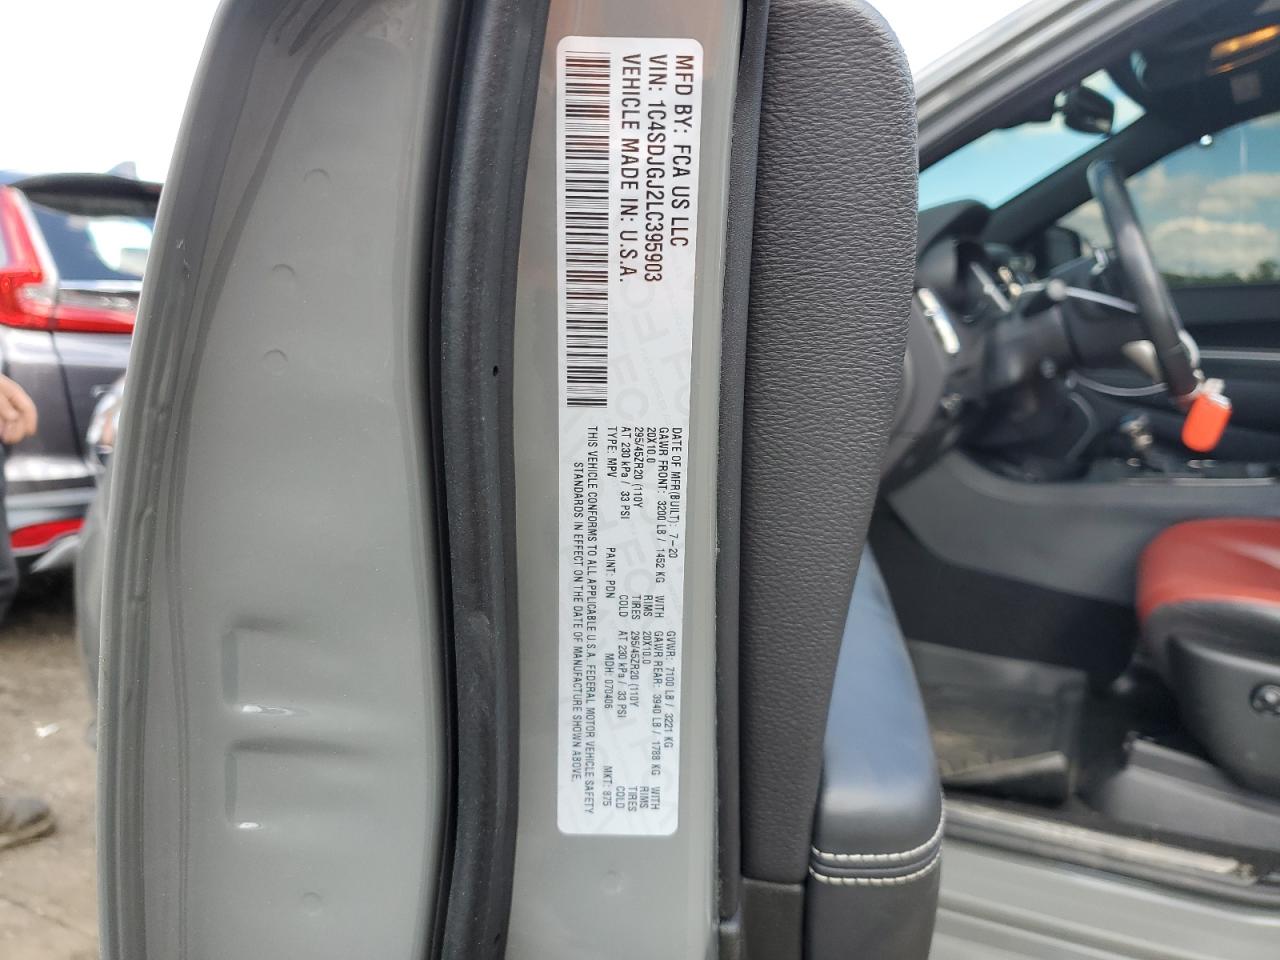 MFD BY: FCA US LLC
VIN: 1C4SDJGJ2LC395903
VEHICLE MADE IN: U.S.A.
DATE OF MFR(BUILT): 7-20
GVWR: 7100 LB / 3221 KG
GAWR FRONT: 3200 LB / 1452 KG WITH
GAWR REAR: 3940 LB / 1788 KG WITH
20X10.0 RIMS
20X10.0 RIMS
295/45ZR20 (110Y TIRES
295/45ZR20 (110Y TIRES
AT 230 kPa / 33 PSI COLD
AT 230 kPa / 33 PSI COLD
TYPE: MPV PAINT: PDN MDH: 070406 MKT: 875
THIS VEHICLE CONFORMS TO ALL APPLICABLE U.S.A. FEDERAL MOTOR VEHICLE SAFETY
STANDARDS IN EFFECT ON THE DATE OF MANUFACTURE SHOWN ABOVE.